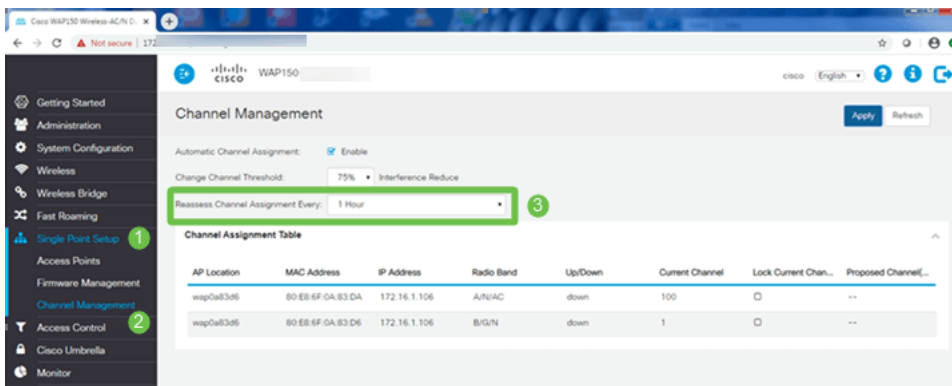 Cisco WAP150 Wireless-AC/N Du
Not secure | 172
cisco WAP150
cisco English
Getting Started
Administration
System Configuration
Wireless
Wireless Bridge
Fast Roaming
Single Point Setup 1
Access Points
Firmware Management
Channel Management
2
Access Control
Cisco Umbrella
Monitor
Channel Management
Apply Refresh
Automatic Channel Assignment: Enable
Change Channel Threshold: 75% Interference Reduce
Reassess Channel Assignment Every: 1 Hour 3
Channel Assignment Table
AP Location MAC Address IP Address Radio Band Up/Down Current Channel Lock Current Chan... Proposed Channel(...
wap0a83d6 80:E8:6F:0A:83:DA 172.16.1.106 A/N/AC down 100 --
wap0a83d6 80:E8:6F:0A:83:D6 172.16.1.106 B/G/N down 1 --